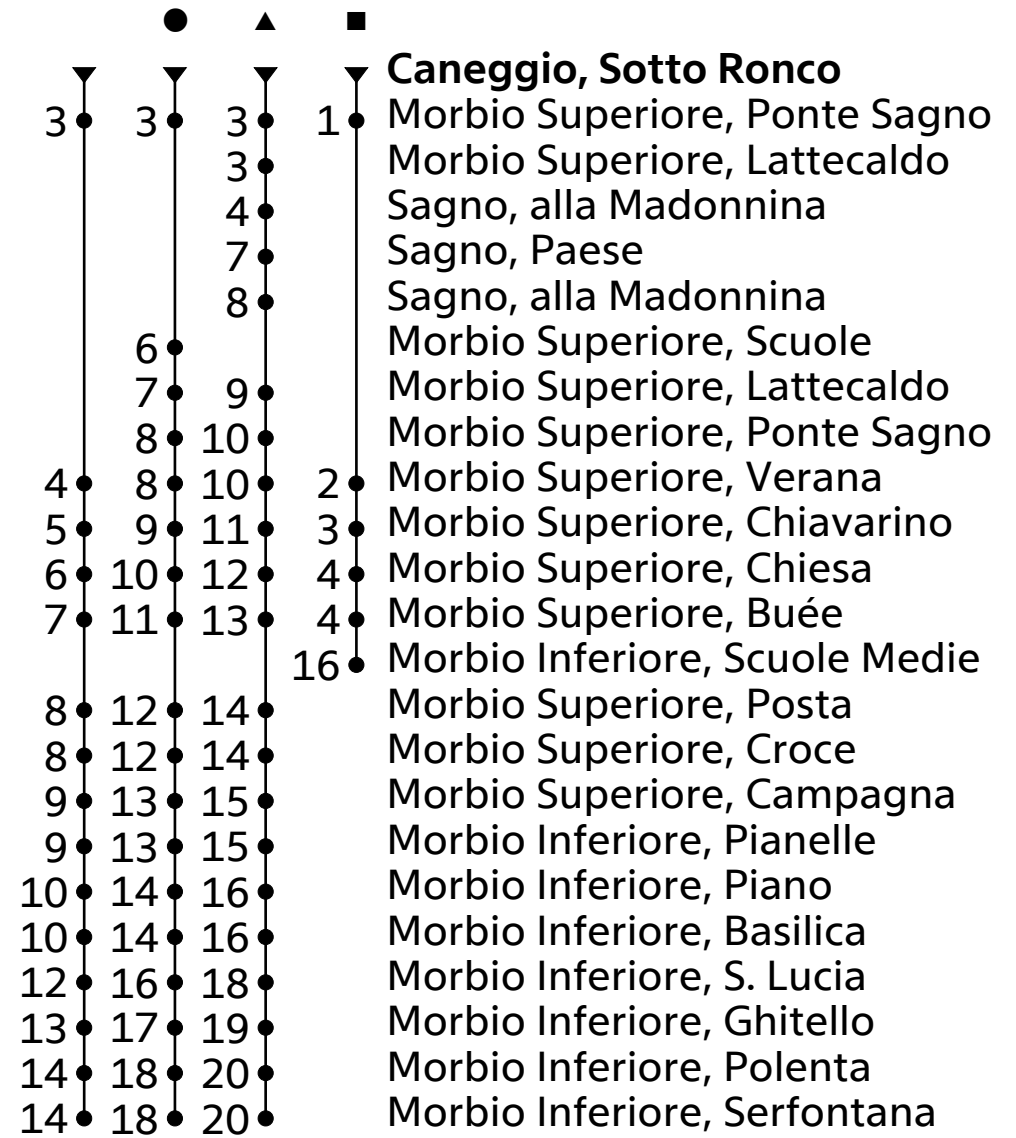 ● ▲ ■
Caneggio, Sotto Ronco
3 3 3 1 Morbio Superiore, Ponte Sagno
3 Morbio Superiore, Lattecaldo
4 Sagno, alla Madonnina
7 Sagno, Paese
8 Sagno, alla Madonnina
6 Morbio Superiore, Scuole
7 9 Morbio Superiore, Lattecaldo
8 10 Morbio Superiore, Ponte Sagno
4 8 10 2 Morbio Superiore, Verana
5 9 11 3 Morbio Superiore, Chiavarino
6 10 12 4 Morbio Superiore, Chiesa
7 11 13 4 Morbio Superiore, Buée
16 Morbio Inferiore, Scuole Medie
8 12 14 Morbio Superiore, Posta
8 12 14 Morbio Superiore, Croce
9 13 15 Morbio Superiore, Campagna
9 13 15 Morbio Inferiore, Pianelle
10 14 16 Morbio Inferiore, Piano
10 14 16 Morbio Inferiore, Basilica
12 16 18 Morbio Inferiore, S. Lucia
13 17 19 Morbio Inferiore, Ghitello
14 18 20 Morbio Inferiore, Polenta
14 18 20 Morbio Inferiore, Serfontana